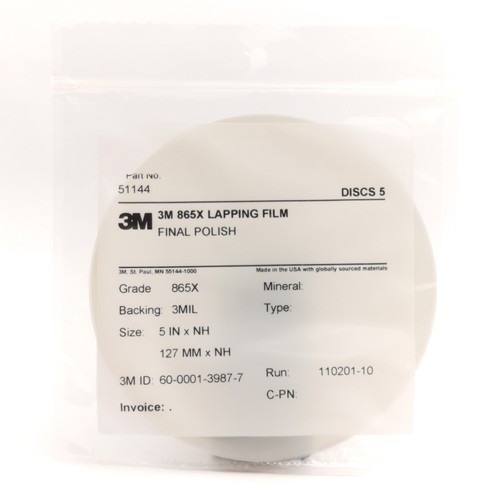 Part No.
51144
DISCS 5
3M 3M 865X LAPPING FILM
FINAL POLISH
3M, St. Paul, MN 55144-1000 Made in the USA with globally sourced materials
Grade 865X Mineral:
Backing: 3MIL Type:
Size: 5 IN x NH
127 MM x NH
3M ID: 60-0001-3987-7 Run: 110201-10
C-PN:
Invoice: .